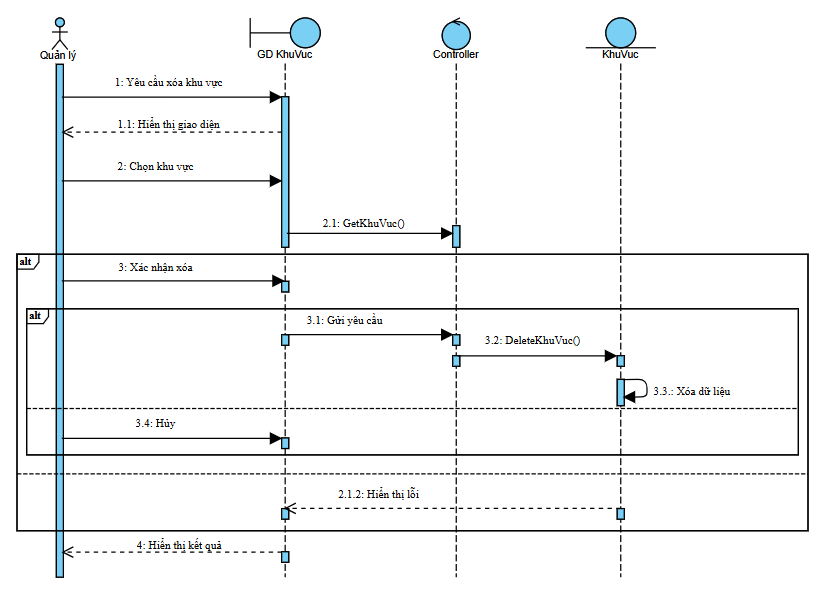 Quản lý
GD KhuVuc
Controller
KhuVuc
1: Yêu cầu xóa khu vực
1.1: Hiển thị giao diện
2: Chọn khu vực
2.1: GetKhuVuc()
alt
3: Xác nhận xóa
alt
3.1: Gửi yêu cầu
3.2: DeleteKhuVuc()
3.3.: Xóa dữ liệu
3.4: Hủy
2.1.2: Hiển thị lỗi
4: Hiển thị kết quả